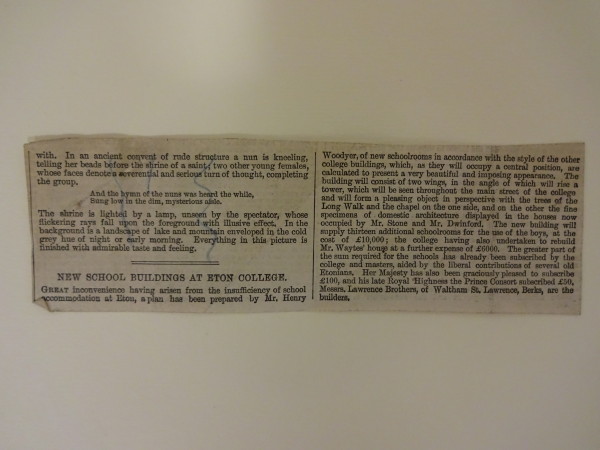 with. In an ancient convent of rude structure a nun is kneeling,
telling her beads before the shrine of a saint; two other young females,
whose faces denote a reverential and serious turn of thought, completing
the group.
And the hymn of the nuns was heard the while,
Sung low in the dim, mysterious aisle.
The shrine is lighted by a lamp, unseen by the spectator, whose
flickering rays fall upon the foreground with illusive effect. In the
background is a landscape of lake and mountain enveloped in the cold
grey hue of night or early morning. Everything in this picture is
finished with admirable taste and feeling.
NEW SCHOOL BUILDINGS AT ETON COLLEGE.
GREAT inconvenience having arisen from the insufficiency of school
accommodation at Eton, a plan has been prepared by Mr. Henry
Woodyer, of new schoolrooms in accordance with the style of the other
college buildings, which, as they will occupy a central position, are
calculated to present a very beautiful and imposing appearance. The
building will consist of two wings, in the angle of which will rise a
tower, which will be seen throughout the main street of the college
and will form a pleasing object in perspective with the trees of the
Long Walk and the chapel on the one side, and on the other the fine
specimens of domestic architecture displayed in the houses now
occupied by Mr. Stone and Mr. Dwinford. The new building will
supply thirteen additional schoolrooms for the use of the boys, at the
cost of £10,000; the college having also undertaken to rebuild
Mr. Waytes' house at a further expense of £6000. The greater part of
the sum required for the schools has already been subscribed by the
college and masters, aided by the liberal contributions of several old
Etonians. Her Majesty has also been graciously pleased to subscribe
£100, and his late Royal Highness the Prince Consort subscribed £50.
Messrs. Lawrence Brothers, of Waltham St. Lawrence, Berks, are the
builders.